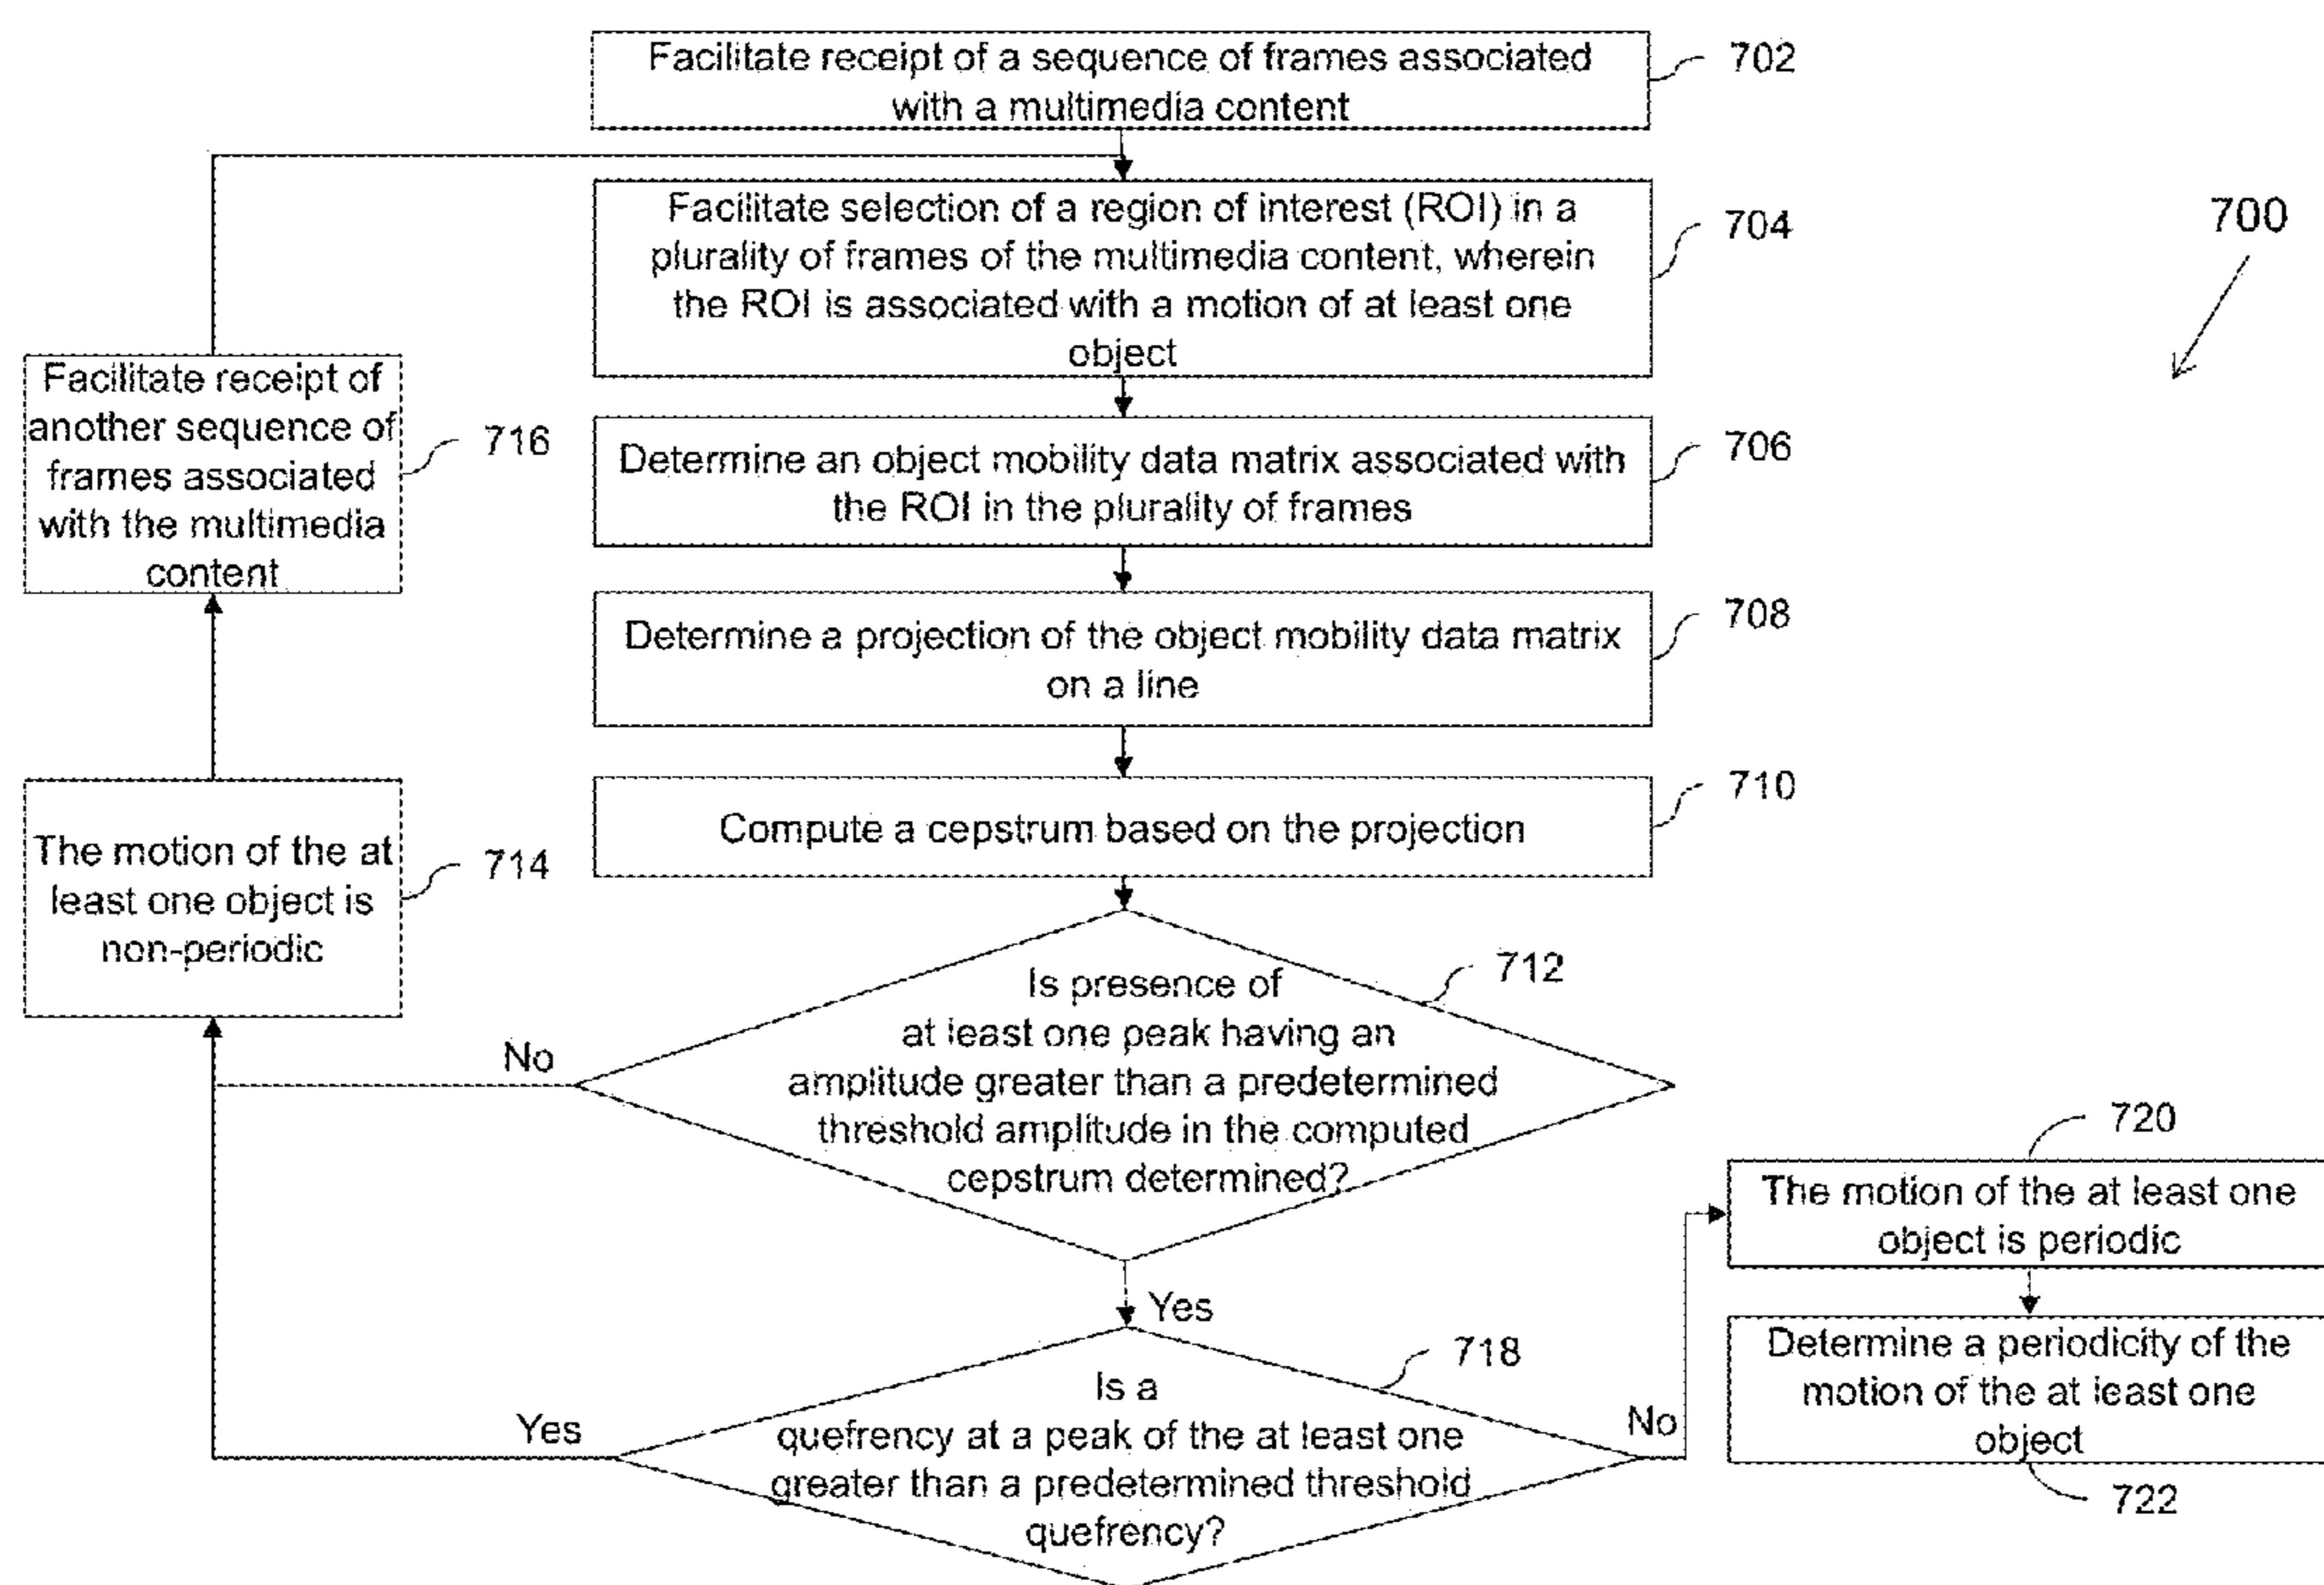 Facilitate receipt of a sequence of frames associated
with a multimedia content
702
Facilitate selection of a region of interest (ROI) in a
plurality of frames of the multimedia content, wherein
the ROI is associated with a motion of at least one
object
704
700
Facilitate receipt of
another sequence of
frames associated
with the multimedia
content
716
Determine an object mobility data matrix associated with
the ROI in the plurality of frames
706
Determine a projection of the object mobility data matrix
on a line
708
Compute a cepstrum based on the projection
710
The motion of the at
least one object is
non-periodic
714
Is presence of
at least one peak having an
amplitude greater than a predetermined
threshold amplitude in the computed
cepstrum determined?
712
No
Yes
Is a
quefrency at a peak of the at least one
greater than a predetermined threshold
quefrency?
718
Yes
No
720
The motion of the at least one
object is periodic
Determine a periodicity of the
motion of the at least one
object
722